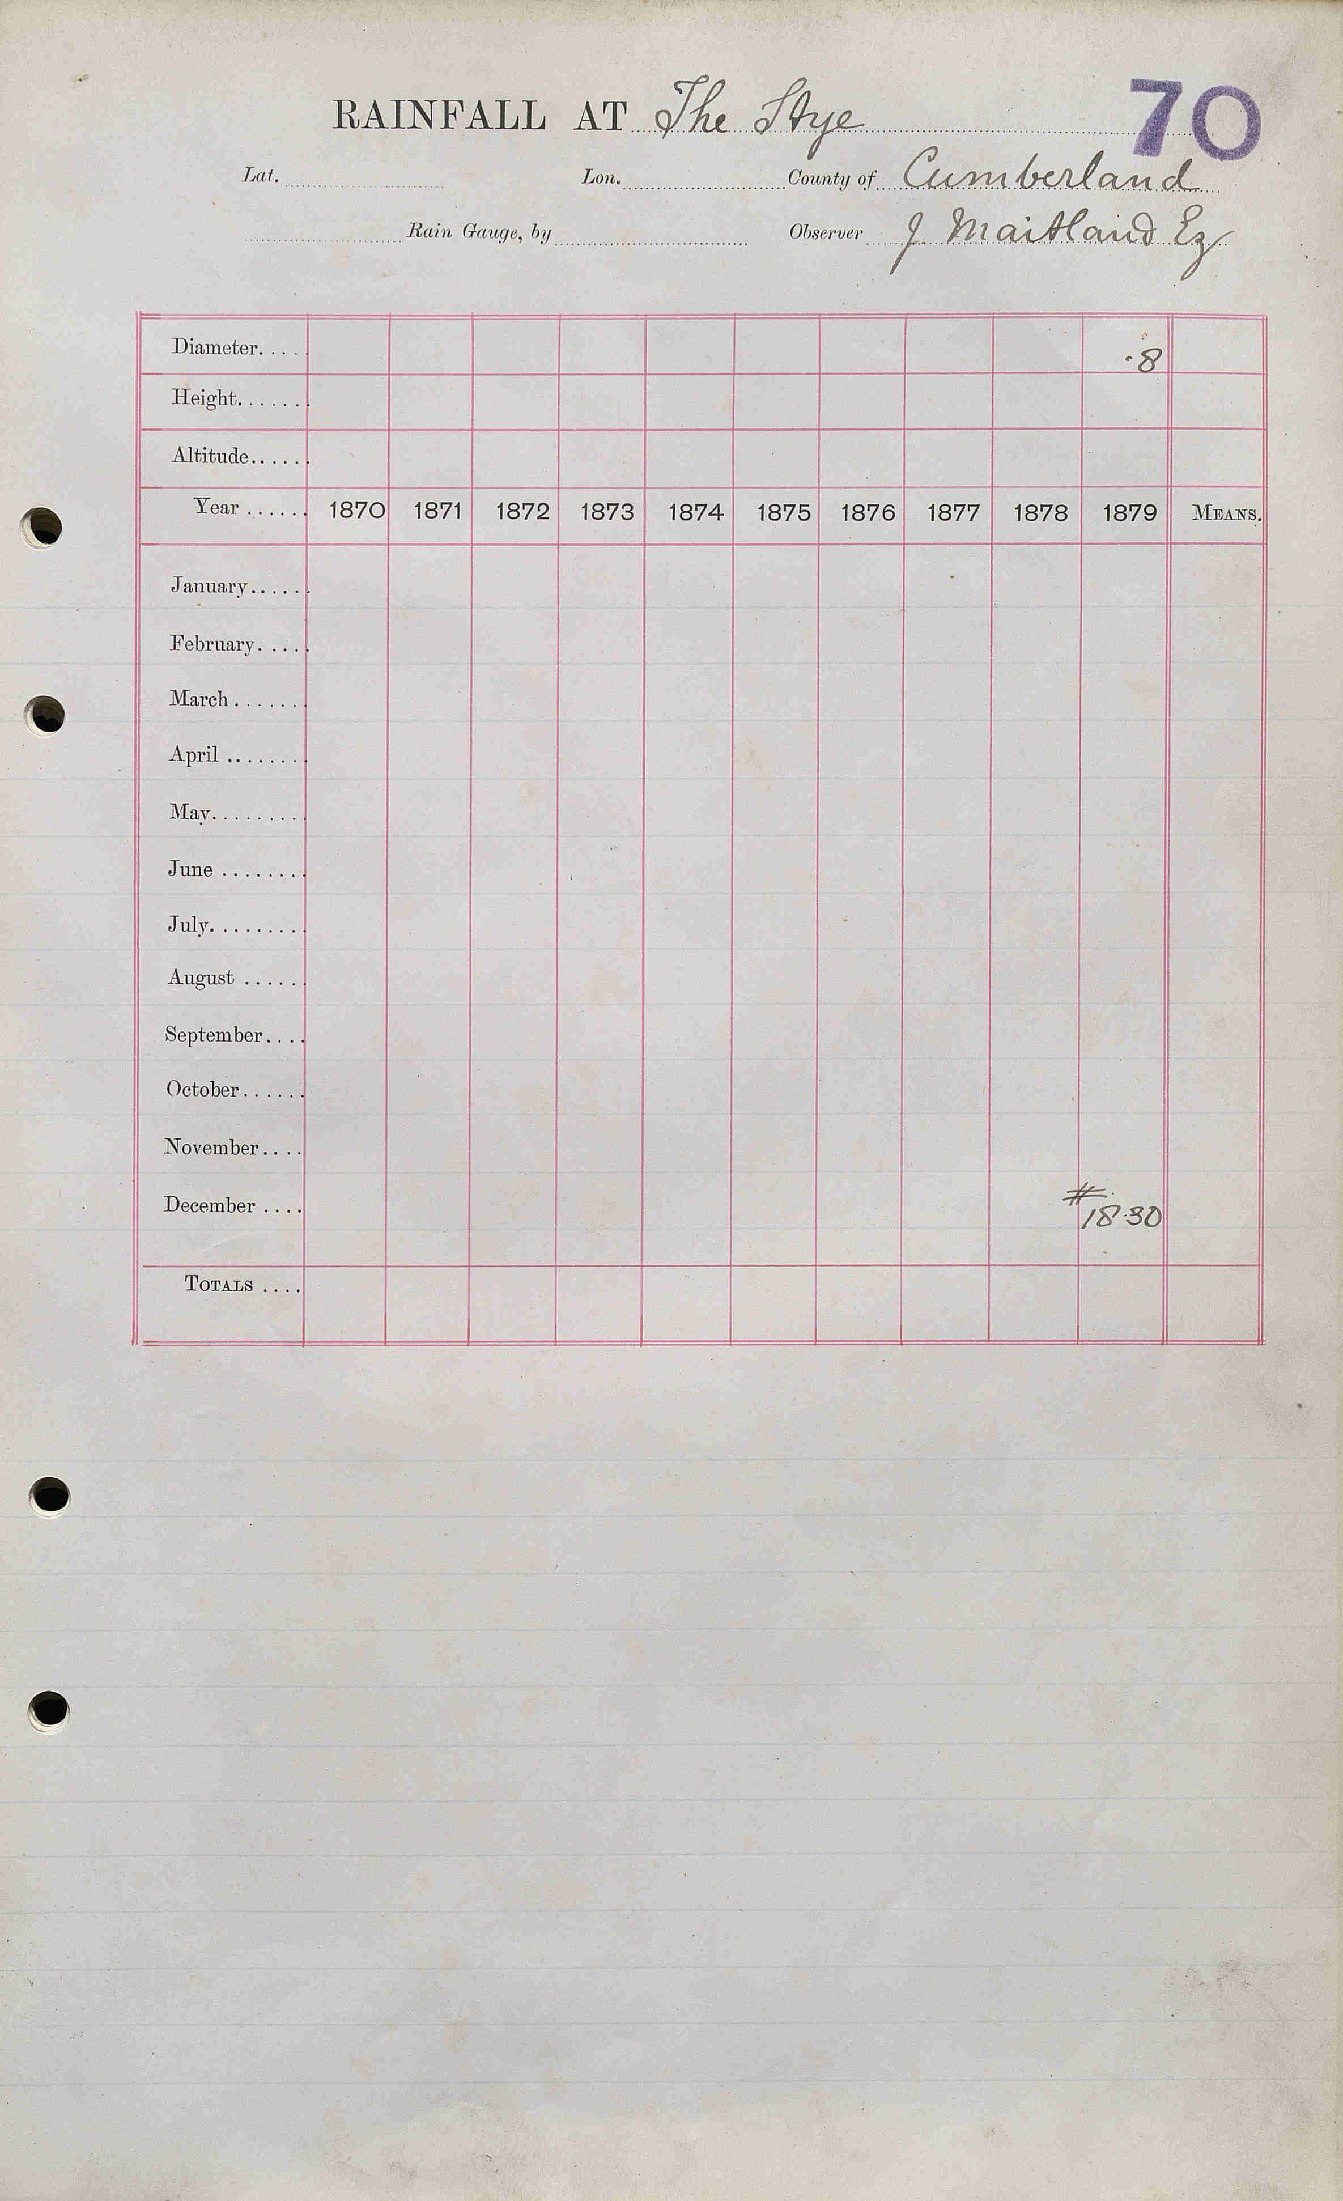 70
RAINFALL AT The Stye
Lat. Lon. County of Cumberland
Rain Gauge, by Observer J Maitland Ez
Diameter..... ·8
Height......
Altitude......
Year ...... 1870 1871 1872 1873 1874 1875 1876 1877 1878 1879 MEANS.
January......
February.....
March .......
April .......
May.........
June ........
July.........
August ......
September....
October......
November....
December .... # 18·30
TOTALS ....